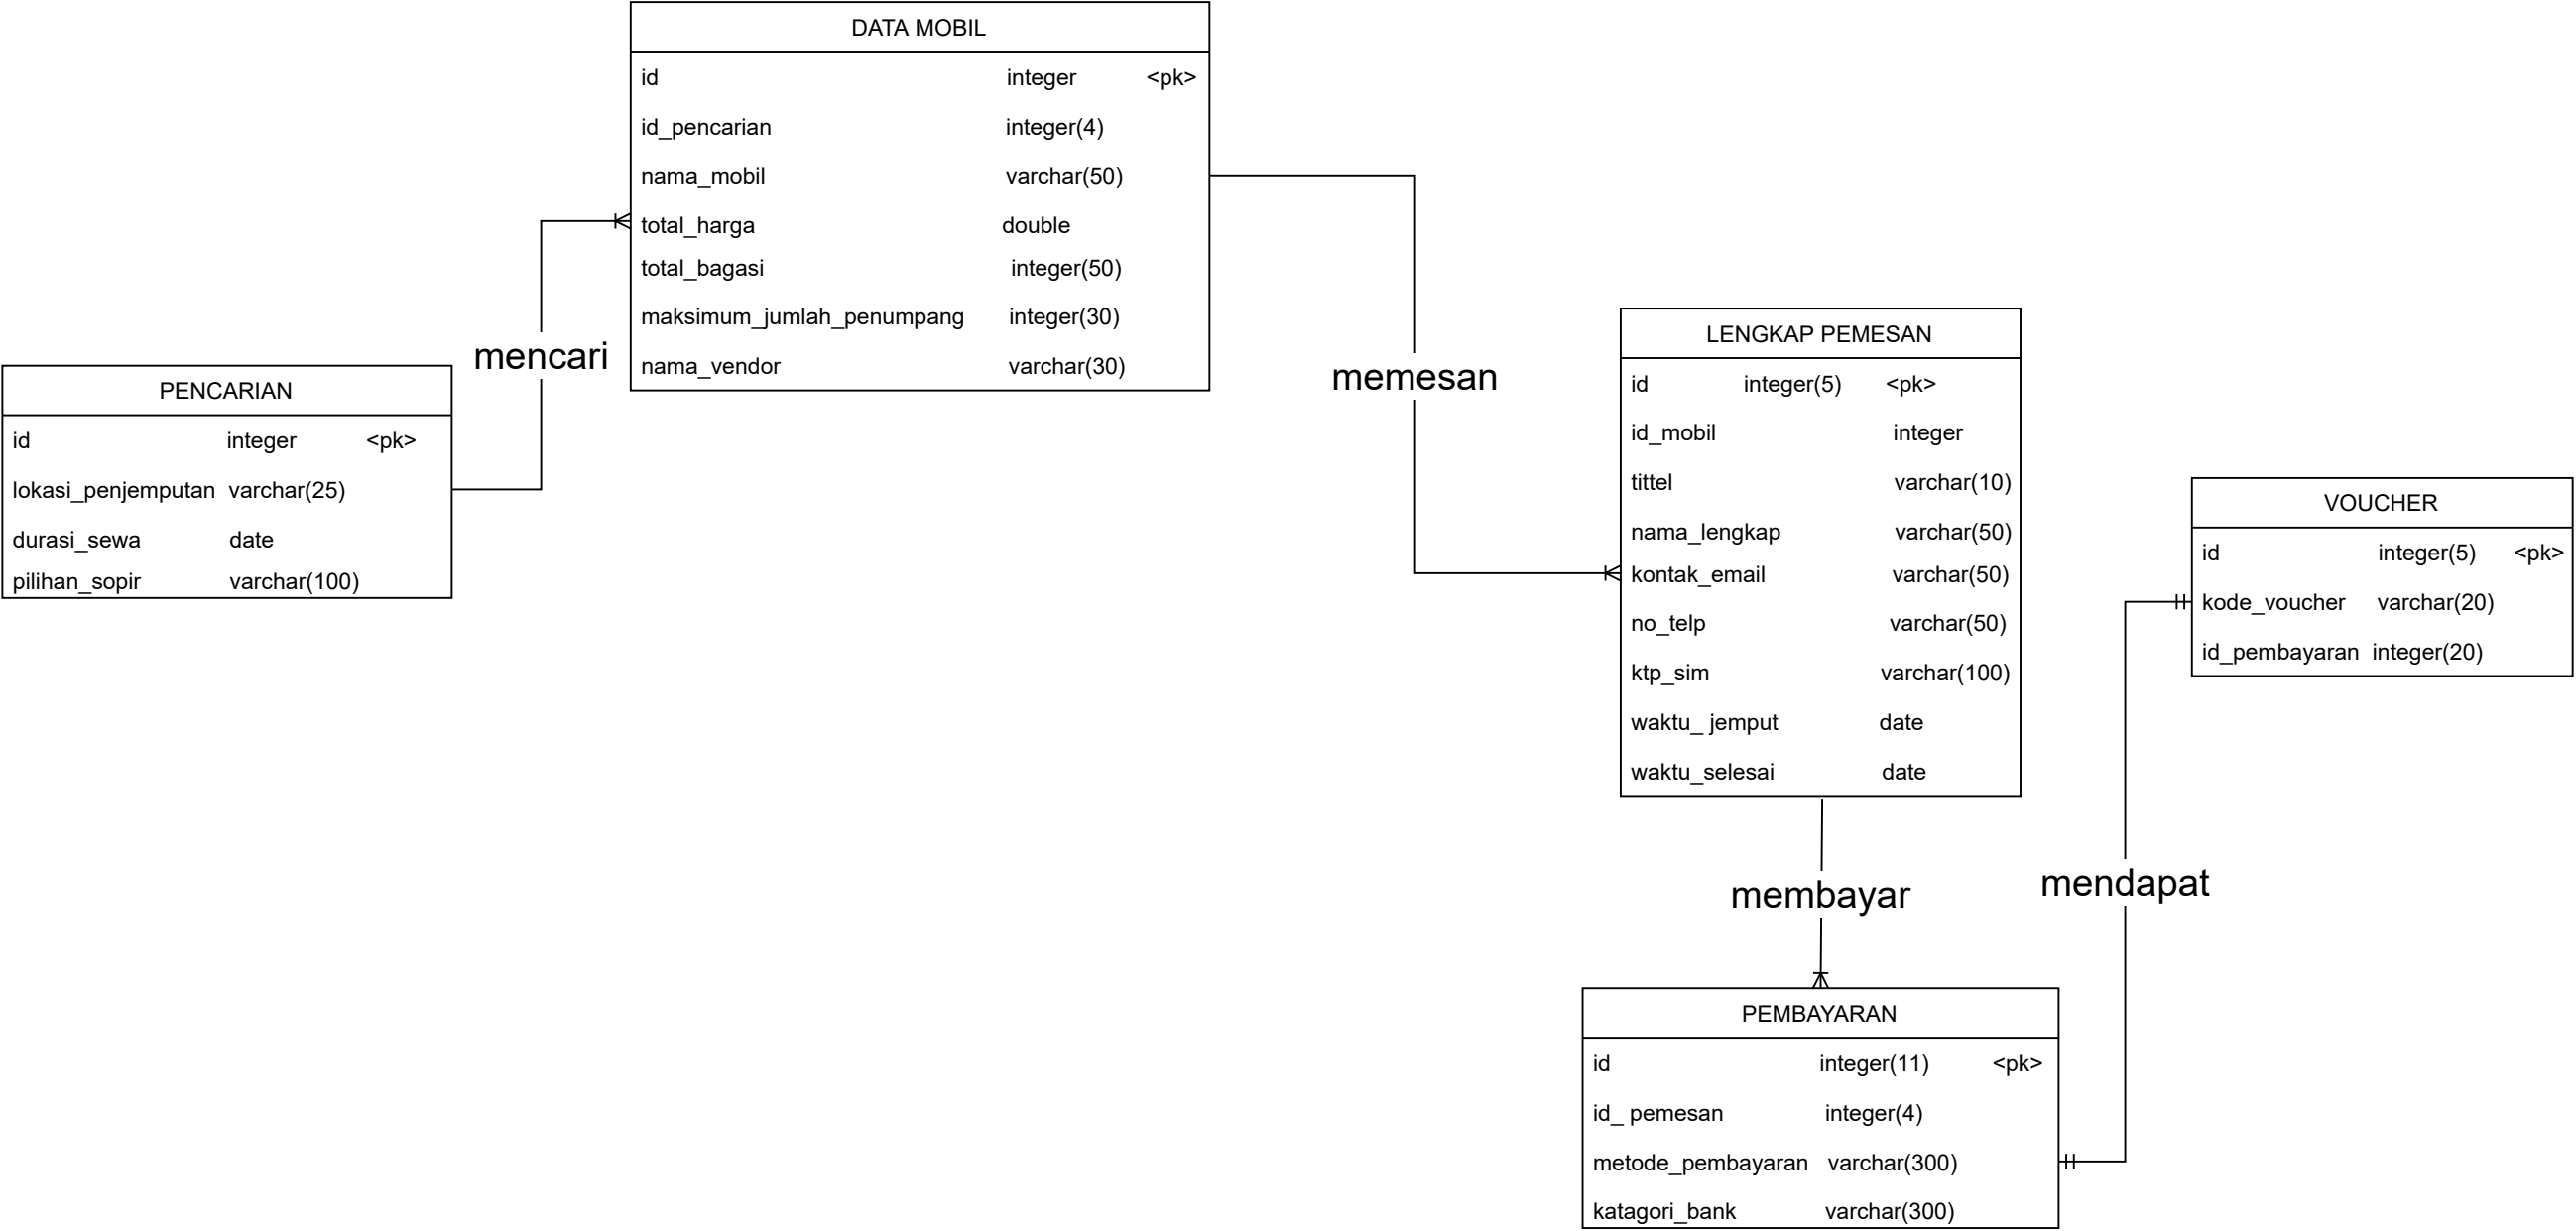 DATA MOBIL
id integer <pk>
id_pencarian integer(4)
nama_mobil varchar(50)
total_harga double
total_bagasi integer(50)
maksimum_jumlah_penumpang integer(30)
nama_vendor varchar(30)
mencari
PENCARIAN
id integer <pk>
lokasi_penjemputan varchar(25)
durasi_sewa date
pilihan_sopir varchar(100)
memesan
LENGKAP PEMESAN
id integer(5) <pk>
id_mobil integer
tittel varchar(10)
nama_lengkap varchar(50)
kontak_email varchar(50)
no_telp varchar(50)
ktp_sim varchar(100)
waktu_ jemput date
waktu_selesai date
VOUCHER
id integer(5) <pk>
kode_voucher varchar(20)
id_pembayaran integer(20)
membayar
mendapat
PEMBAYARAN
id integer(11) <pk>
id_ pemesan integer(4)
metode_pembayaran varchar(300)
katagori_bank varchar(300)